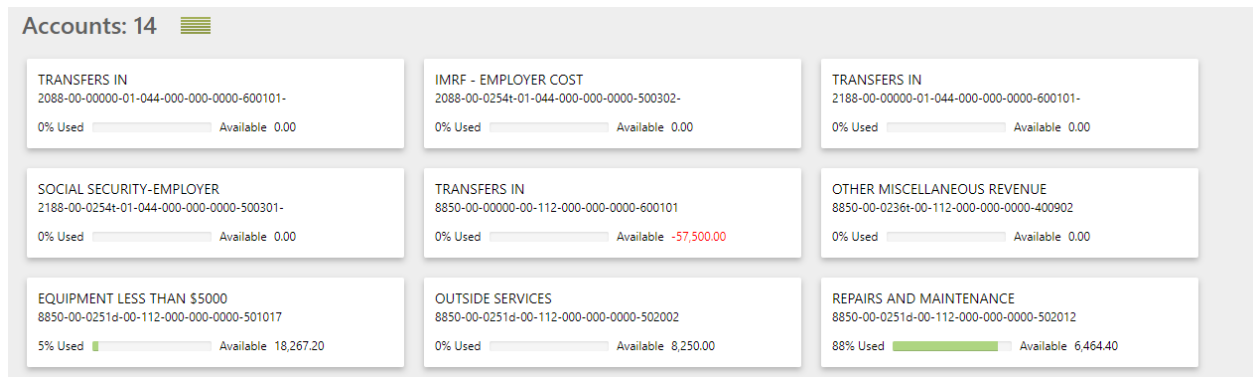 Accounts: 14
TRANSFERS IN
2088-00-00000-01-044-000-000-0000-600101-
0% Used Available 0.00
IMRF - EMPLOYER COST
2088-00-0254t-01-044-000-000-0000-500302-
0% Used Available 0.00
TRANSFERS IN
2188-00-00000-01-044-000-000-0000-600101-
0% Used Available 0.00
SOCIAL SECURITY-EMPLOYER
2188-00-0254t-01-044-000-000-0000-500301-
0% Used Available 0.00
TRANSFERS IN
8850-00-00000-00-112-000-000-0000-600101
0% Used Available -57,500.00
OTHER MISCELLANEOUS REVENUE
8850-00-0236t-00-112-000-000-0000-400902
0% Used Available 0.00
EQUIPMENT LESS THAN $5000
8850-00-0251d-00-112-000-000-0000-501017
5% Used Available 18,267.20
OUTSIDE SERVICES
8850-00-0251d-00-112-000-000-0000-502002
0% Used Available 8,250.00
REPAIRS AND MAINTENANCE
8850-00-0251d-00-112-000-000-0000-502012
88% Used Available 6,464.40